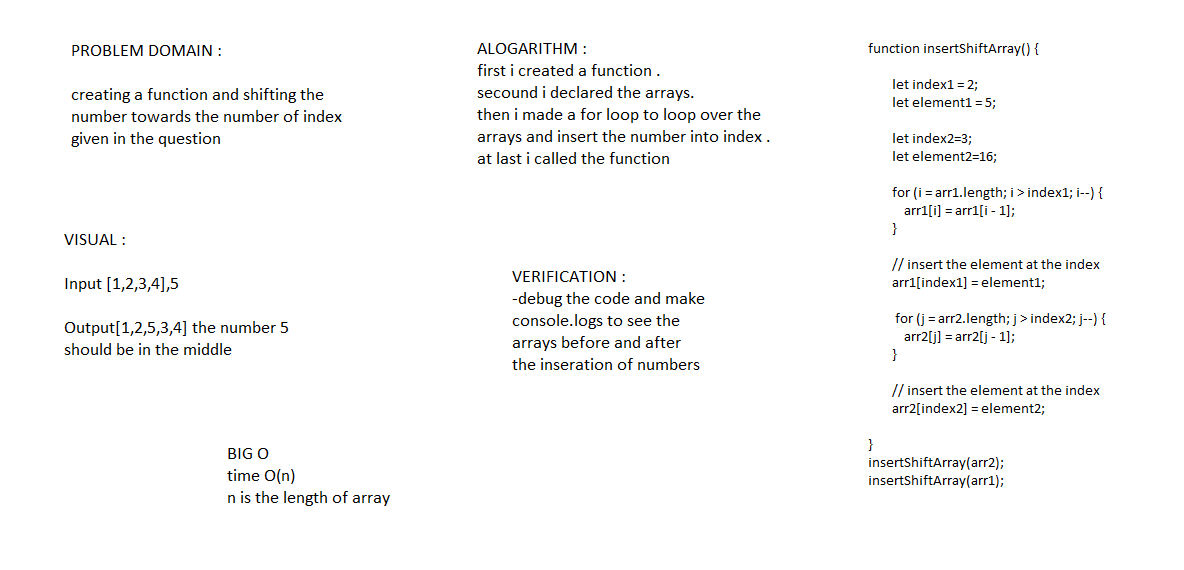 PROBLEM DOMAIN :
creating a function and shifting the
number towards the number of index
given in the question
VISUAL :
Input [1,2,3,4],5
Output[1,2,5,3,4] the number 5
should be in the middle
BIG O
time O(n)
n is the length of array
ALOGARITHM :
first i created a function .
secound i declared the arrays.
then i made a for loop to loop over the
arrays and insert the number into index .
at last i called the function
VERIFICATION :
-debug the code and make
console.logs to see the
arrays before and after
the inseration of numbers
function insertShiftArray() {
let index1 = 2;
let element1 = 5;
let index2=3;
let element2=16;
for (i = arr1.length; i > index1; i--) {
arr1[i] = arr1[i - 1];
}
// insert the element at the index
arr1[index1] = element1;
for (j = arr2.length; j > index2; j--) {
arr2[j] = arr2[j - 1];
}
// insert the element at the index
arr2[index2] = element2;
}
insertShiftArray(arr2);
insertShiftArray(arr1);